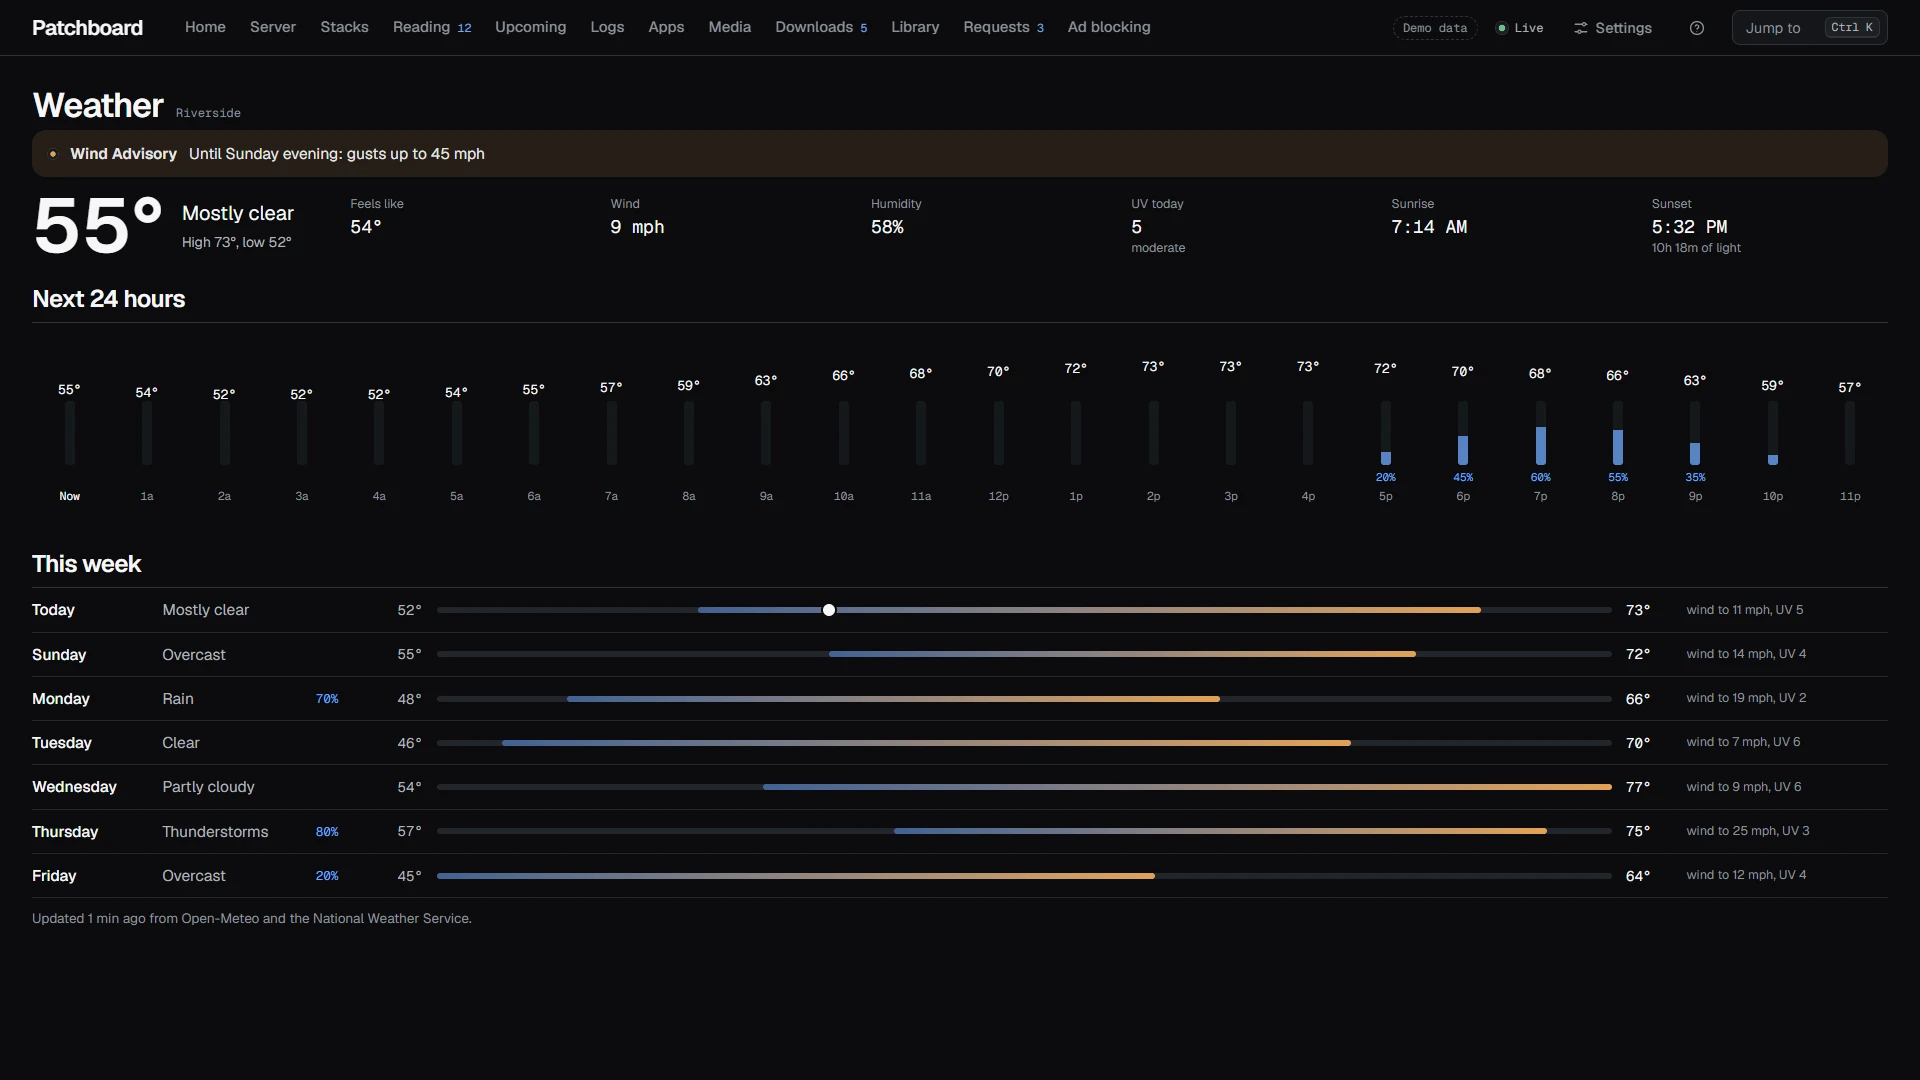 Patchboard Home Server Stacks Reading 12 Upcoming Logs Apps Media Downloads 5 Library Requests 3 Ad blocking Demo data Live Settings Jump to Ctrl K
Weather Riverside
Wind Advisory Until Sunday evening: gusts up to 45 mph
55° Mostly clear
High 73°, low 52°
Feels like
54°
Wind
9 mph
Humidity
58%
UV today
5
moderate
Sunrise
7:14 AM
Sunset
5:32 PM
10h 18m of light
Next 24 hours
55° 54° 52° 52° 52° 54° 55° 57° 59° 63° 66° 68° 70° 72° 73° 73° 73° 72° 70° 68° 66° 63° 59° 57°
20% 45% 60% 55% 35%
Now 1a 2a 3a 4a 5a 6a 7a 8a 9a 10a 11a 12p 1p 2p 3p 4p 5p 6p 7p 8p 9p 10p 11p
This week
Today Mostly clear 52° 73° wind to 11 mph, UV 5
Sunday Overcast 55° 72° wind to 14 mph, UV 4
Monday Rain 70% 48° 66° wind to 19 mph, UV 2
Tuesday Clear 46° 70° wind to 7 mph, UV 6
Wednesday Partly cloudy 54° 77° wind to 9 mph, UV 6
Thursday Thunderstorms 80% 57° 75° wind to 25 mph, UV 3
Friday Overcast 20% 45° 64° wind to 12 mph, UV 4
Updated 1 min ago from Open-Meteo and the National Weather Service.